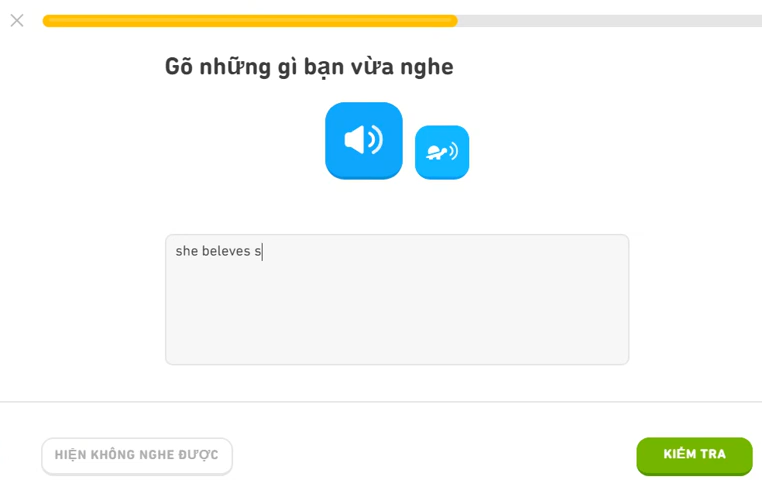 Gõ những gì bạn vừa nghe
she beleves s
HIỆN KHÔNG NGHE ĐƯỢC
KIỂM TRA